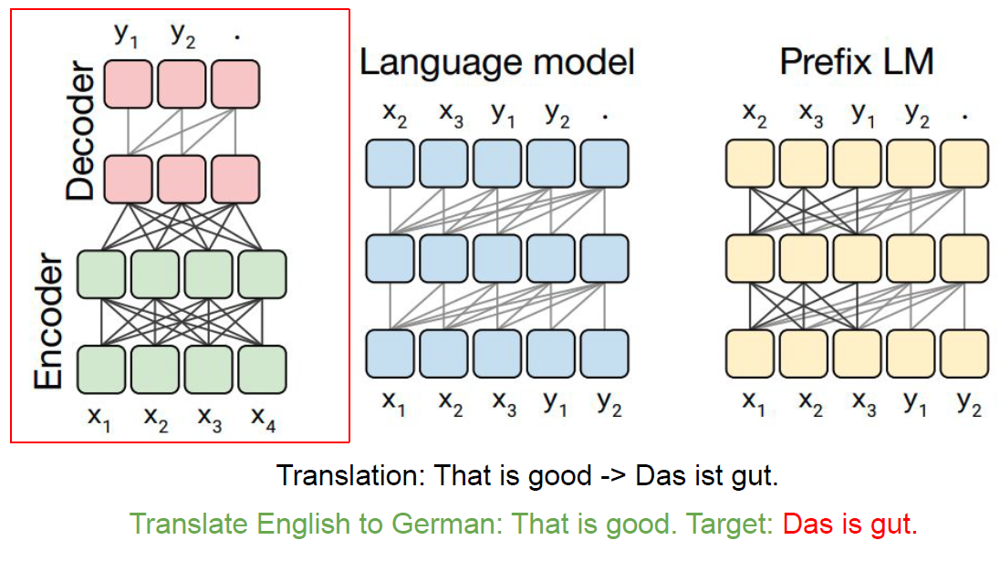 y1 y2 .
Decoder
Encoder
x1 x2 x3 x4
Language model
x2 x3 y1 y2 .
x1 x2 x3 y1 y2
Prefix LM
x2 x3 y1 y2 .
x1 x2 x3 y1 y2
Translation: That is good -> Das ist gut.
Translate English to German: That is good. Target: Das is gut.